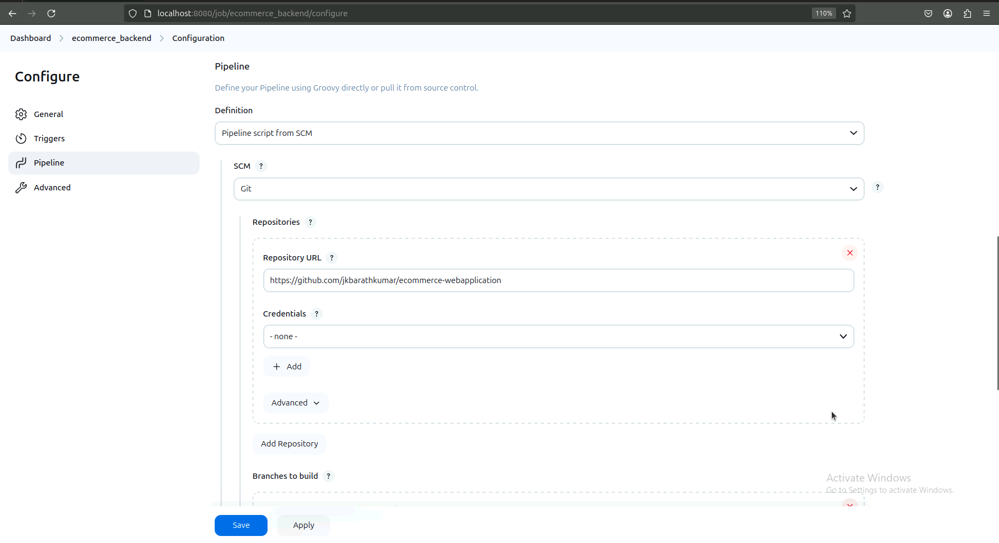 localhost:8080/job/ecommerce_backend/configure
110%
Dashboard > ecommerce_backend > Configuration
Configure
General
Triggers
Pipeline
Advanced
Pipeline
Define your Pipeline using Groovy directly or pull it from source control.
Definition
Pipeline script from SCM
SCM ?
Git
?
Repositories ?
Repository URL ?
https://github.com/jkbarathkumar/ecommerce-webapplication
Credentials ?
- none -
+ Add
Advanced
Add Repository
Branches to build ?
Activate Windows
Go to Settings to activate Windows.
Save
Apply